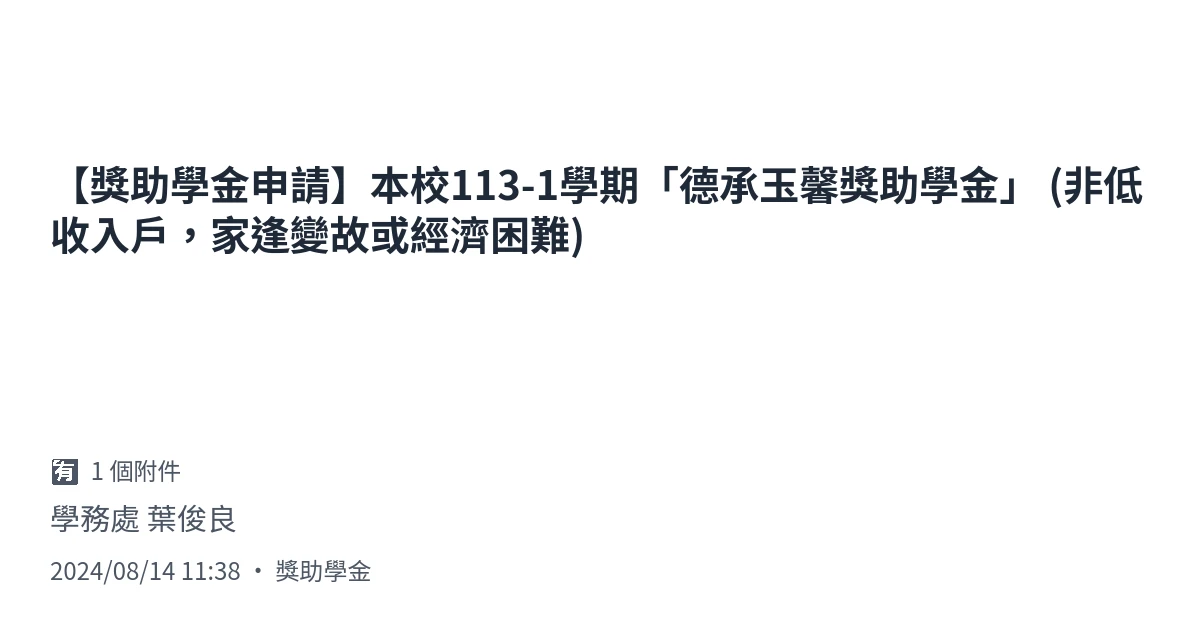 【獎助學金申請】本校113-1學期「德承玉馨獎助學金」 (非低
收入戶，家逢變故或經濟困難)
有 1 個附件
學務處 葉俊良
2024/08/14 11:38 • 獎助學金